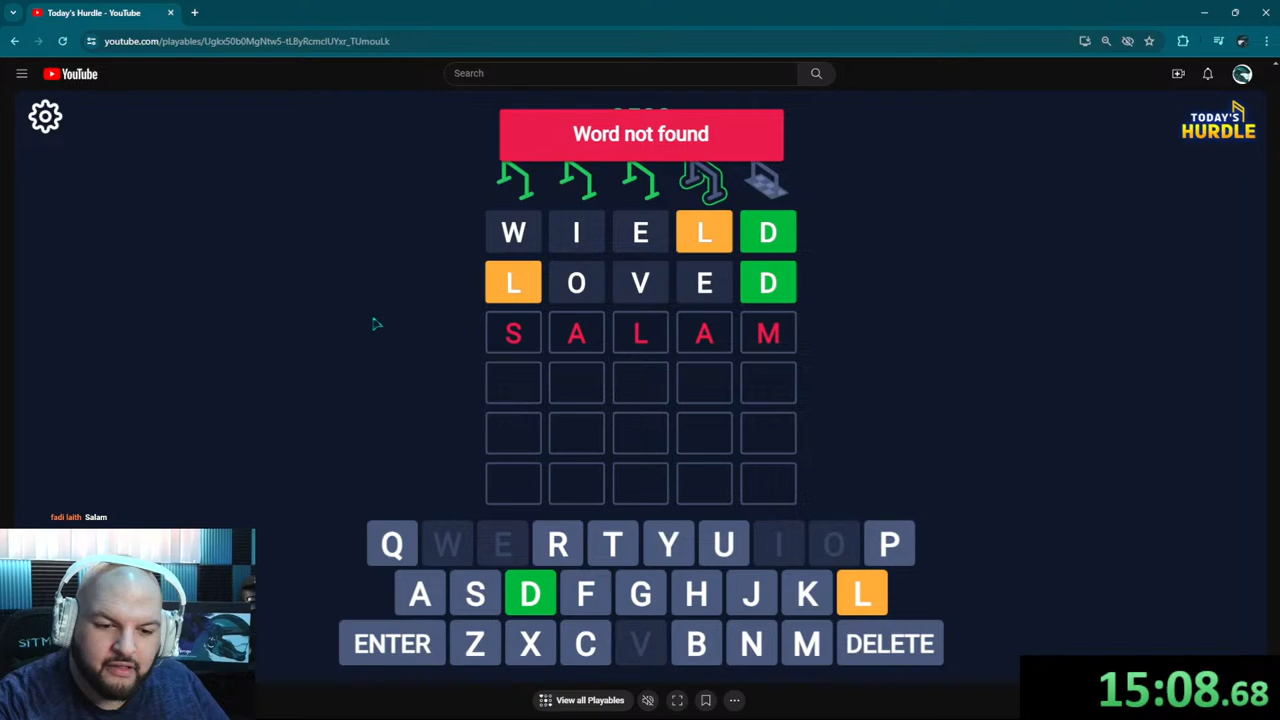 Today's Hurdle - YouTube
youtube.com/playables/Ugkx50b0MgNtw5-tLByRcmclUYxr_TUmouLk
YouTube
Search
TODAY'S
HURDLE
Word not found
W I E L D
L O V E D
S A L A M
fadi laith Salam
Q W E R T Y U I O P
A S D F G H J K L
ENTER Z X C V B N M DELETE
View all Playables
SITM
15:08.68